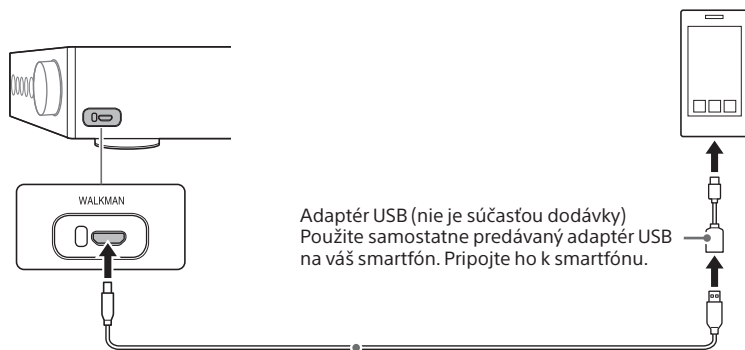 WALKMAN
Adaptér USB (nie je súčasťou dodávky)
Použite samostatne predávaný adaptér USB
na váš smartfón. Pripojte ho k smartfónu.